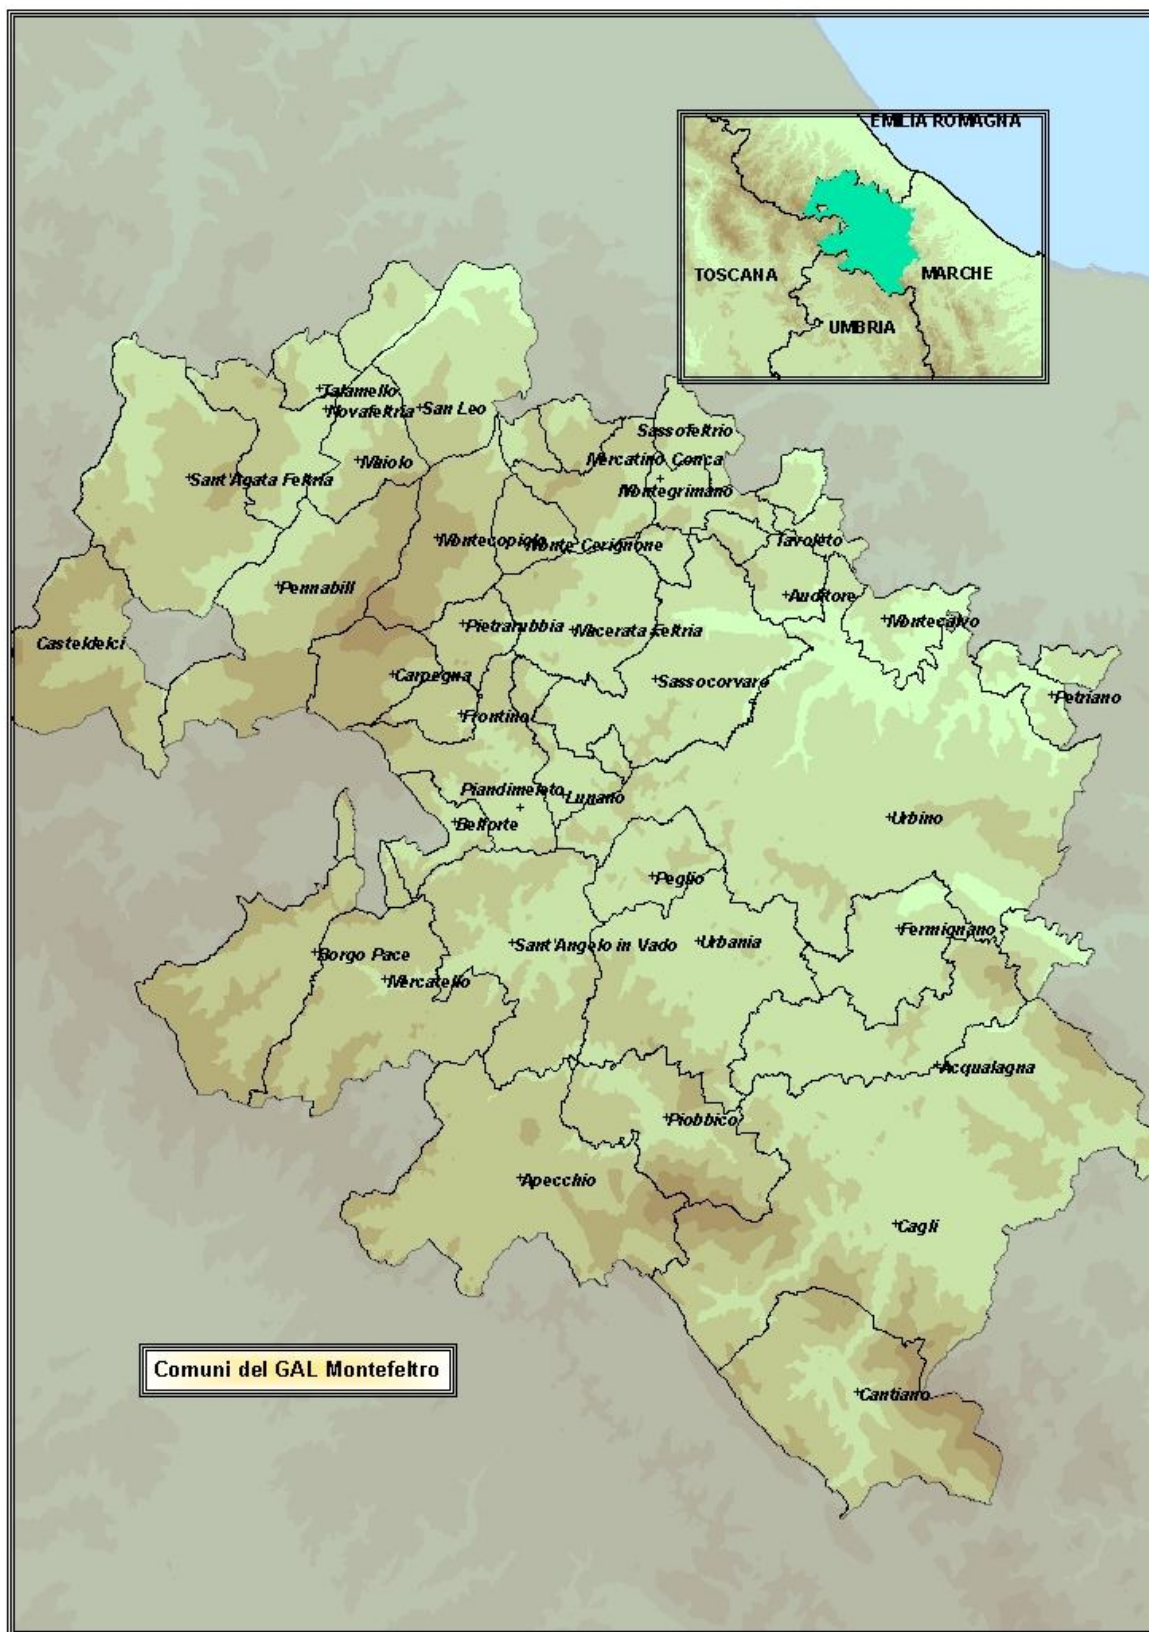 EMILIA ROMAGNA
TOSCANA
MARCHE
UMBRIA
Talamello
Novafeltria
San Leo
Sassofeltrio
Maiolo
Mercatino Conca
Sant'Agata Feltria
Montegrimano
Montecopiolo
Monte Cerignone
Tavoleto
Pennabili
Auditore
Casteldelci
Pietrarubbia
Macerata Feltria
Montecalvo
Carpegna
Sassocorvaro
Petriano
Frontino
Piandimeleto
Lunano
Belforte
Urbino
Peglio
Fermignano
Borgo Pace
Sant'Angelo in Vado
Urbania
Mercatello
Acqualagna
Piobbico
Apecchio
Cagli
Comuni del GAL Montefeltro
Cantiano